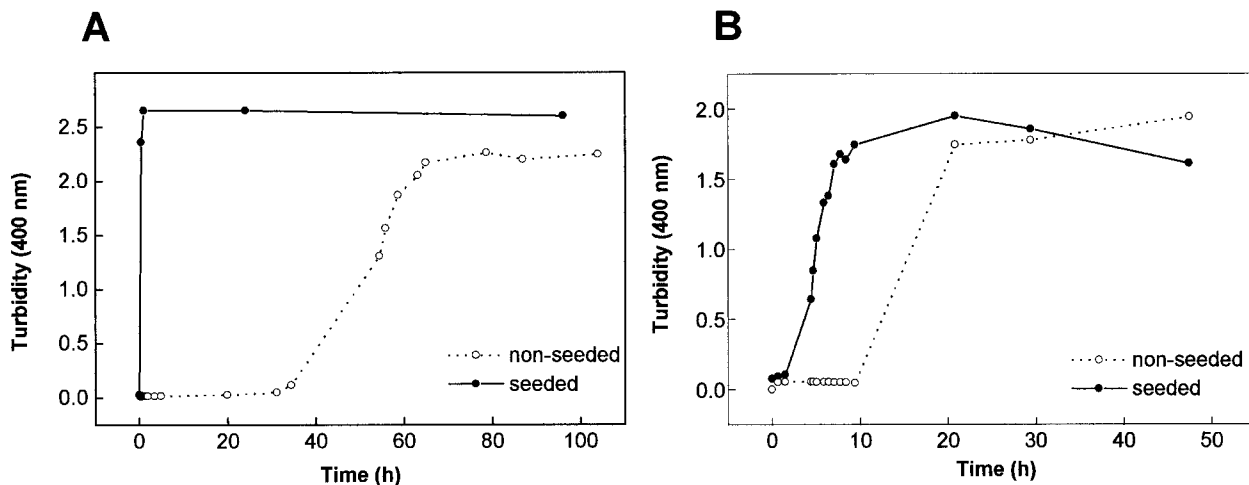 A
Turbidity (400 nm)
2.5
2.0
1.5
1.0
0.5
0.0
non-seeded
seeded
0 20 40 60 80 100
Time (h)
B
Turbidity (400 nm)
2.0
1.5
1.0
0.5
0.0
non-seeded
seeded
0 10 20 30 40 50
Time (h)